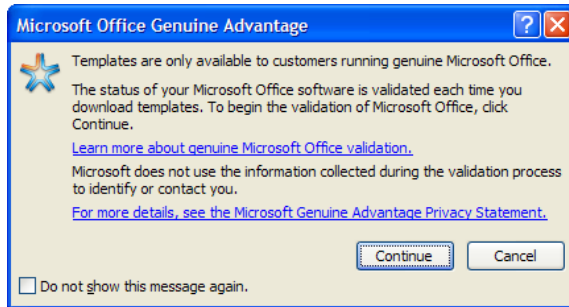 Microsoft Office Genuine Advantage
Templates are only available to customers running genuine Microsoft Office.
The status of your Microsoft Office software is validated each time you
download templates. To begin the validation of Microsoft Office, click
Continue.
Learn more about genuine Microsoft Office validation.
Microsoft does not use the information collected during the validation process
to identify or contact you.
For more details, see the Microsoft Genuine Advantage Privacy Statement.
Continue Cancel
Do not show this message again.